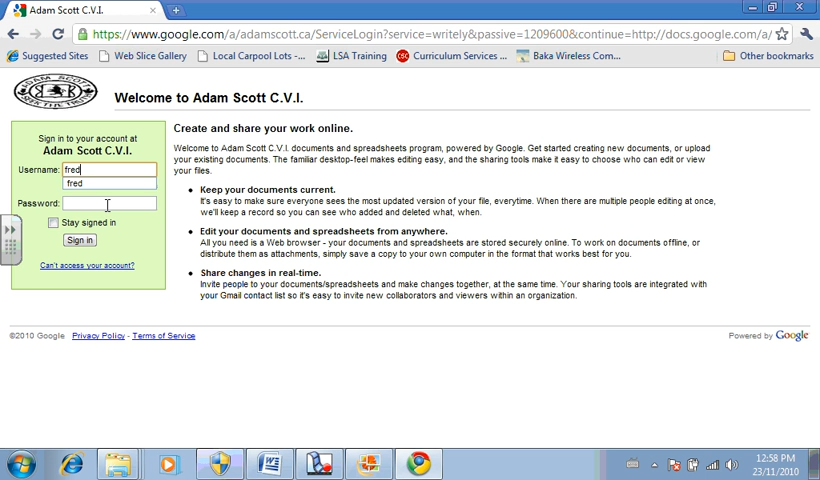 Adam Scott C.V.I.
https://www.google.com/a/adamscott.ca/ServiceLogin?service=writely&passive=1209600&continue=http://docs.google.com/a/
Suggested Sites Web Slice Gallery Local Carpool Lots -... LSA Training Curriculum Services ... Baka Wireless Com... Other bookmarks
ADAM SCOTT
SEEK THE TRUTH
Welcome to Adam Scott C.V.I.
Sign in to your account at
Adam Scott C.V.I.
Username: fred
fred
Password:
Stay signed in
Sign in
Can't access your account?
Create and share your work online.
Welcome to Adam Scott C.V.I. documents and spreadsheets program, powered by Google. Get started creating new documents, or upload
your existing documents. The familiar desktop-feel makes editing easy, and the sharing tools make it easy to choose who can edit or view
your files.
Keep your documents current.
It's easy to make sure everyone sees the most updated version of your file, everytime. When there are multiple people editing at once,
we'll keep a record so you can see who added and deleted what, when.
Edit your documents and spreadsheets from anywhere.
All you need is a Web browser - your documents and spreadsheets are stored securely online. To work on documents offline, or
distribute them as attachments, simply save a copy to your own computer in the format that works best for you.
Share changes in real-time.
Invite people to your documents/spreadsheets and make changes together, at the same time. Your sharing tools are integrated with
your Gmail contact list so it's easy to invite new collaborators and viewers within an organization.
©2010 Google Privacy Policy - Terms of Service
Powered by Google
12:58 PM
23/11/2010